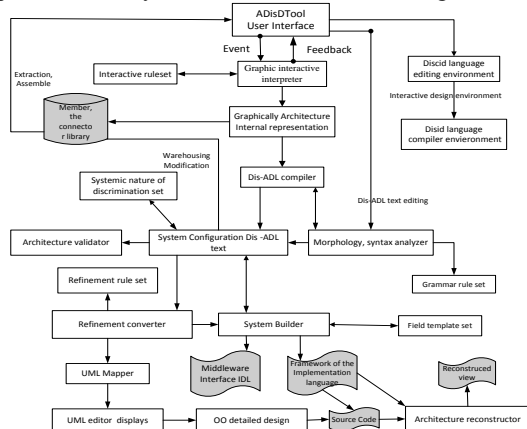 ADisDTool
User Interface
Event
Feedback
Extraction,
Assemble
Interactive ruleset
Graphic interactive
interpreter
Discid language
editing environment
Interactive design environment
Member,
the
connecto
r library
Graphically Architecture
Internal representation
Disid language
compiler environment
Warehousing
Modification
Systemic nature of
discrimination set
Dis-ADL compiler
Dis-ADL text editing
Architecture validator
System Configuration Dis -ADL
text
Morphology, syntax analyzer
Refinement rule set
Grammar rule set
Refinement converter
System Builder
Field template set
Middleware
Interface IDL
Framework of the
Implementation
language
Reconstruced
view
UML Mapper
UML editor displays
OO detailed design
Source Code
Architecture reconstructor